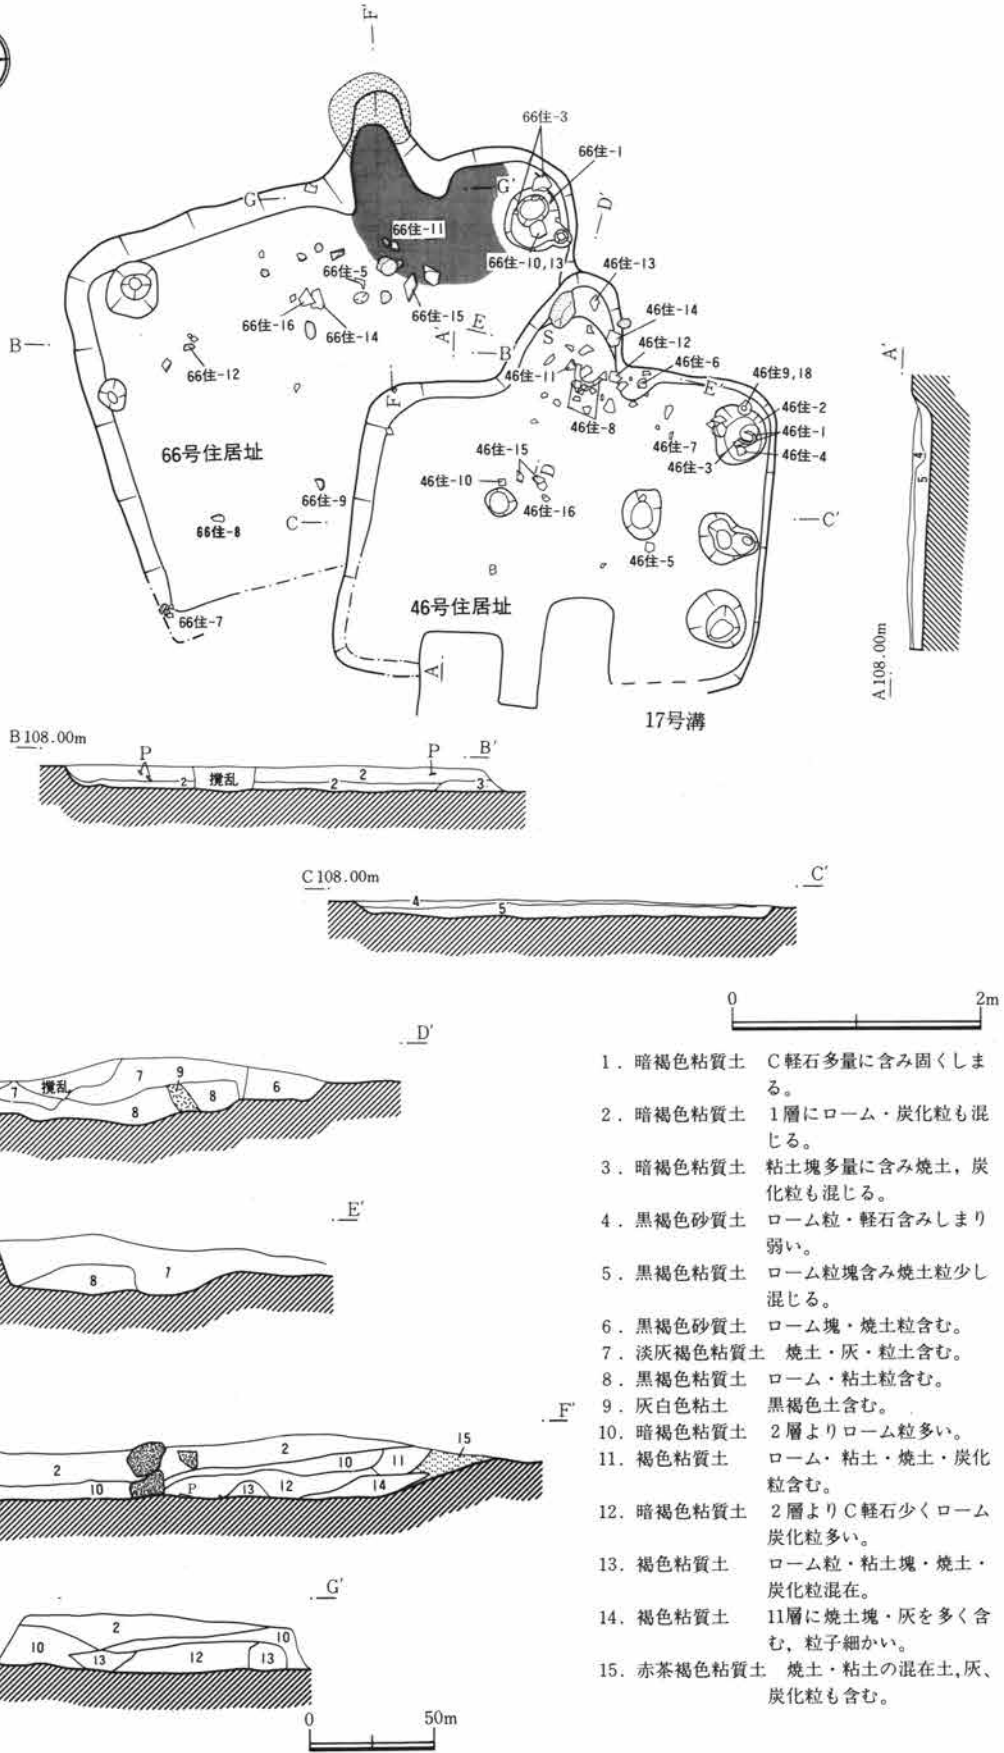 F'
66住-3
66住-1
G
G'
D'
66住-11
66住-10,13
46住-13
66住-5
46住-14
66住-16
66住-14
66住-15
A'
E
S
46住-12
B
B'
46住-6
A'
66住-12
46住-11
E'
46住9,18
F
46住-2
46住-8
46住-1
46住-7
66号住居址
46住-15
46住-3
46住-4
46住-10
D
66住-9
46住-16
C
C'
66住-8
46住-5
B
46号住居址
66住-7
A
17号溝
4
5
A108.00m
B108.00m
P
P
B'
2
撹乱
2
2
3
C108.00m
C'
4
5
0 2m
D'
7
撹乱
7
9
8
8
6
E'
8
7
F'
2
10
P
2
10
11
15
13
12
14
G'
2
10
10
13
12
13
0 50m
1. 暗褐色粘質土 C軽石多量に含み固くしま
る。
2. 暗褐色粘質土 1層にローム・炭化粒も混
じる。
3. 暗褐色粘質土 粘土塊多量に含み焼土，炭
化粒も混じる。
4. 黒褐色砂質土 ローム粒・軽石含みしまり
弱い。
5. 黒褐色粘質土 ローム粒塊含み焼土粒少し
混じる。
6. 黒褐色砂質土 ローム塊・焼土粒含む。
7. 淡灰褐色粘質土 焼土・灰・粒土含む。
8. 黒褐色粘質土 ローム・粘土粒含む。
9. 灰白色粘土 黒褐色土含む。
10. 暗褐色粘質土 2層よりローム粒多い。
11. 褐色粘質土 ローム・粘土・焼土・炭化
粒含む。
12. 暗褐色粘質土 2層よりC軽石少くローム
炭化粒多い。
13. 褐色粘質土 ローム粒・粘土塊・焼土・
炭化粒混在。
14. 褐色粘質土 11層に焼土塊・灰を多く含
む，粒子細かい。
15. 赤茶褐色粘質土 焼土・粘土の混在土,灰、
炭化粒も含む。